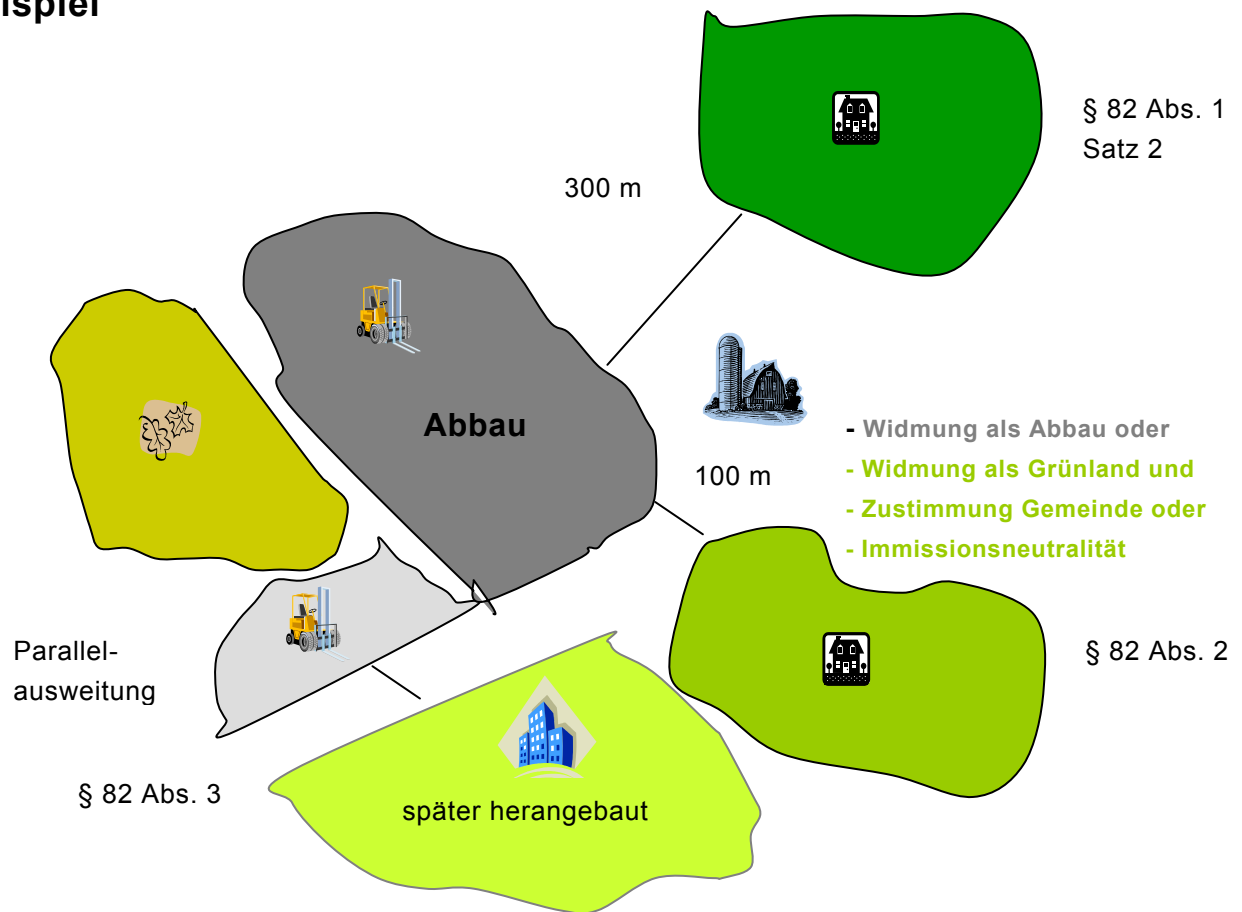 ispiel
§ 82 Abs. 1
Satz 2
300 m
Abbau
100 m
- Widmung als Abbau oder
- Widmung als Grünland und
- Zustimmung Gemeinde oder
- Immissionsneutralität
Parallel-
ausweitung
§ 82 Abs. 2
§ 82 Abs. 3
später herangebaut